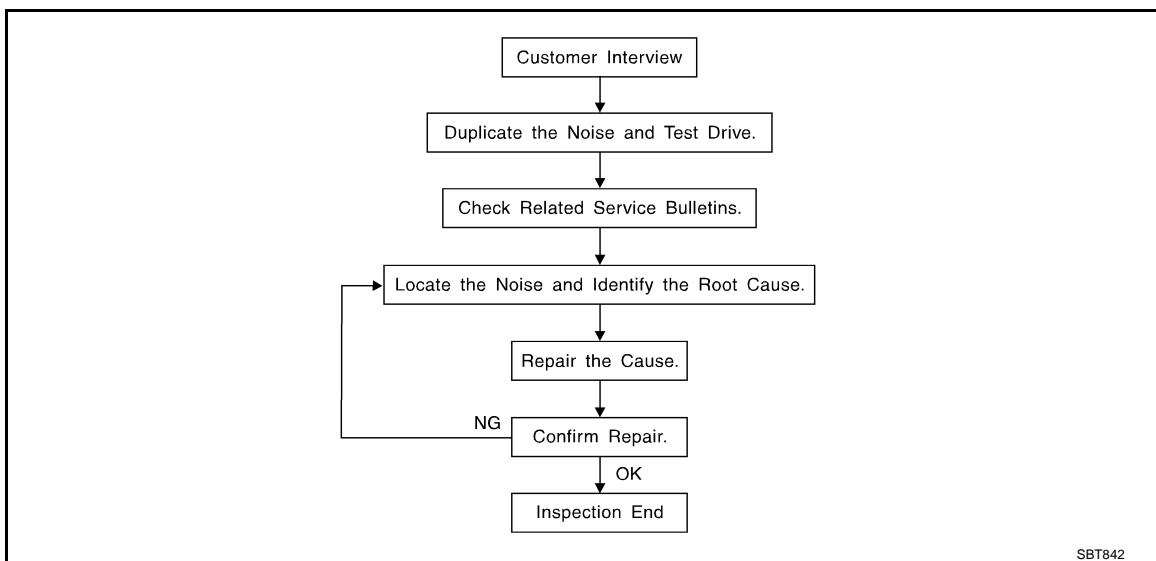 Customer Interview
Duplicate the Noise and Test Drive.
Check Related Service Bulletins.
Locate the Noise and Identify the Root Cause.
Repair the Cause.
NG
Confirm Repair.
OK
Inspection End
SBT842